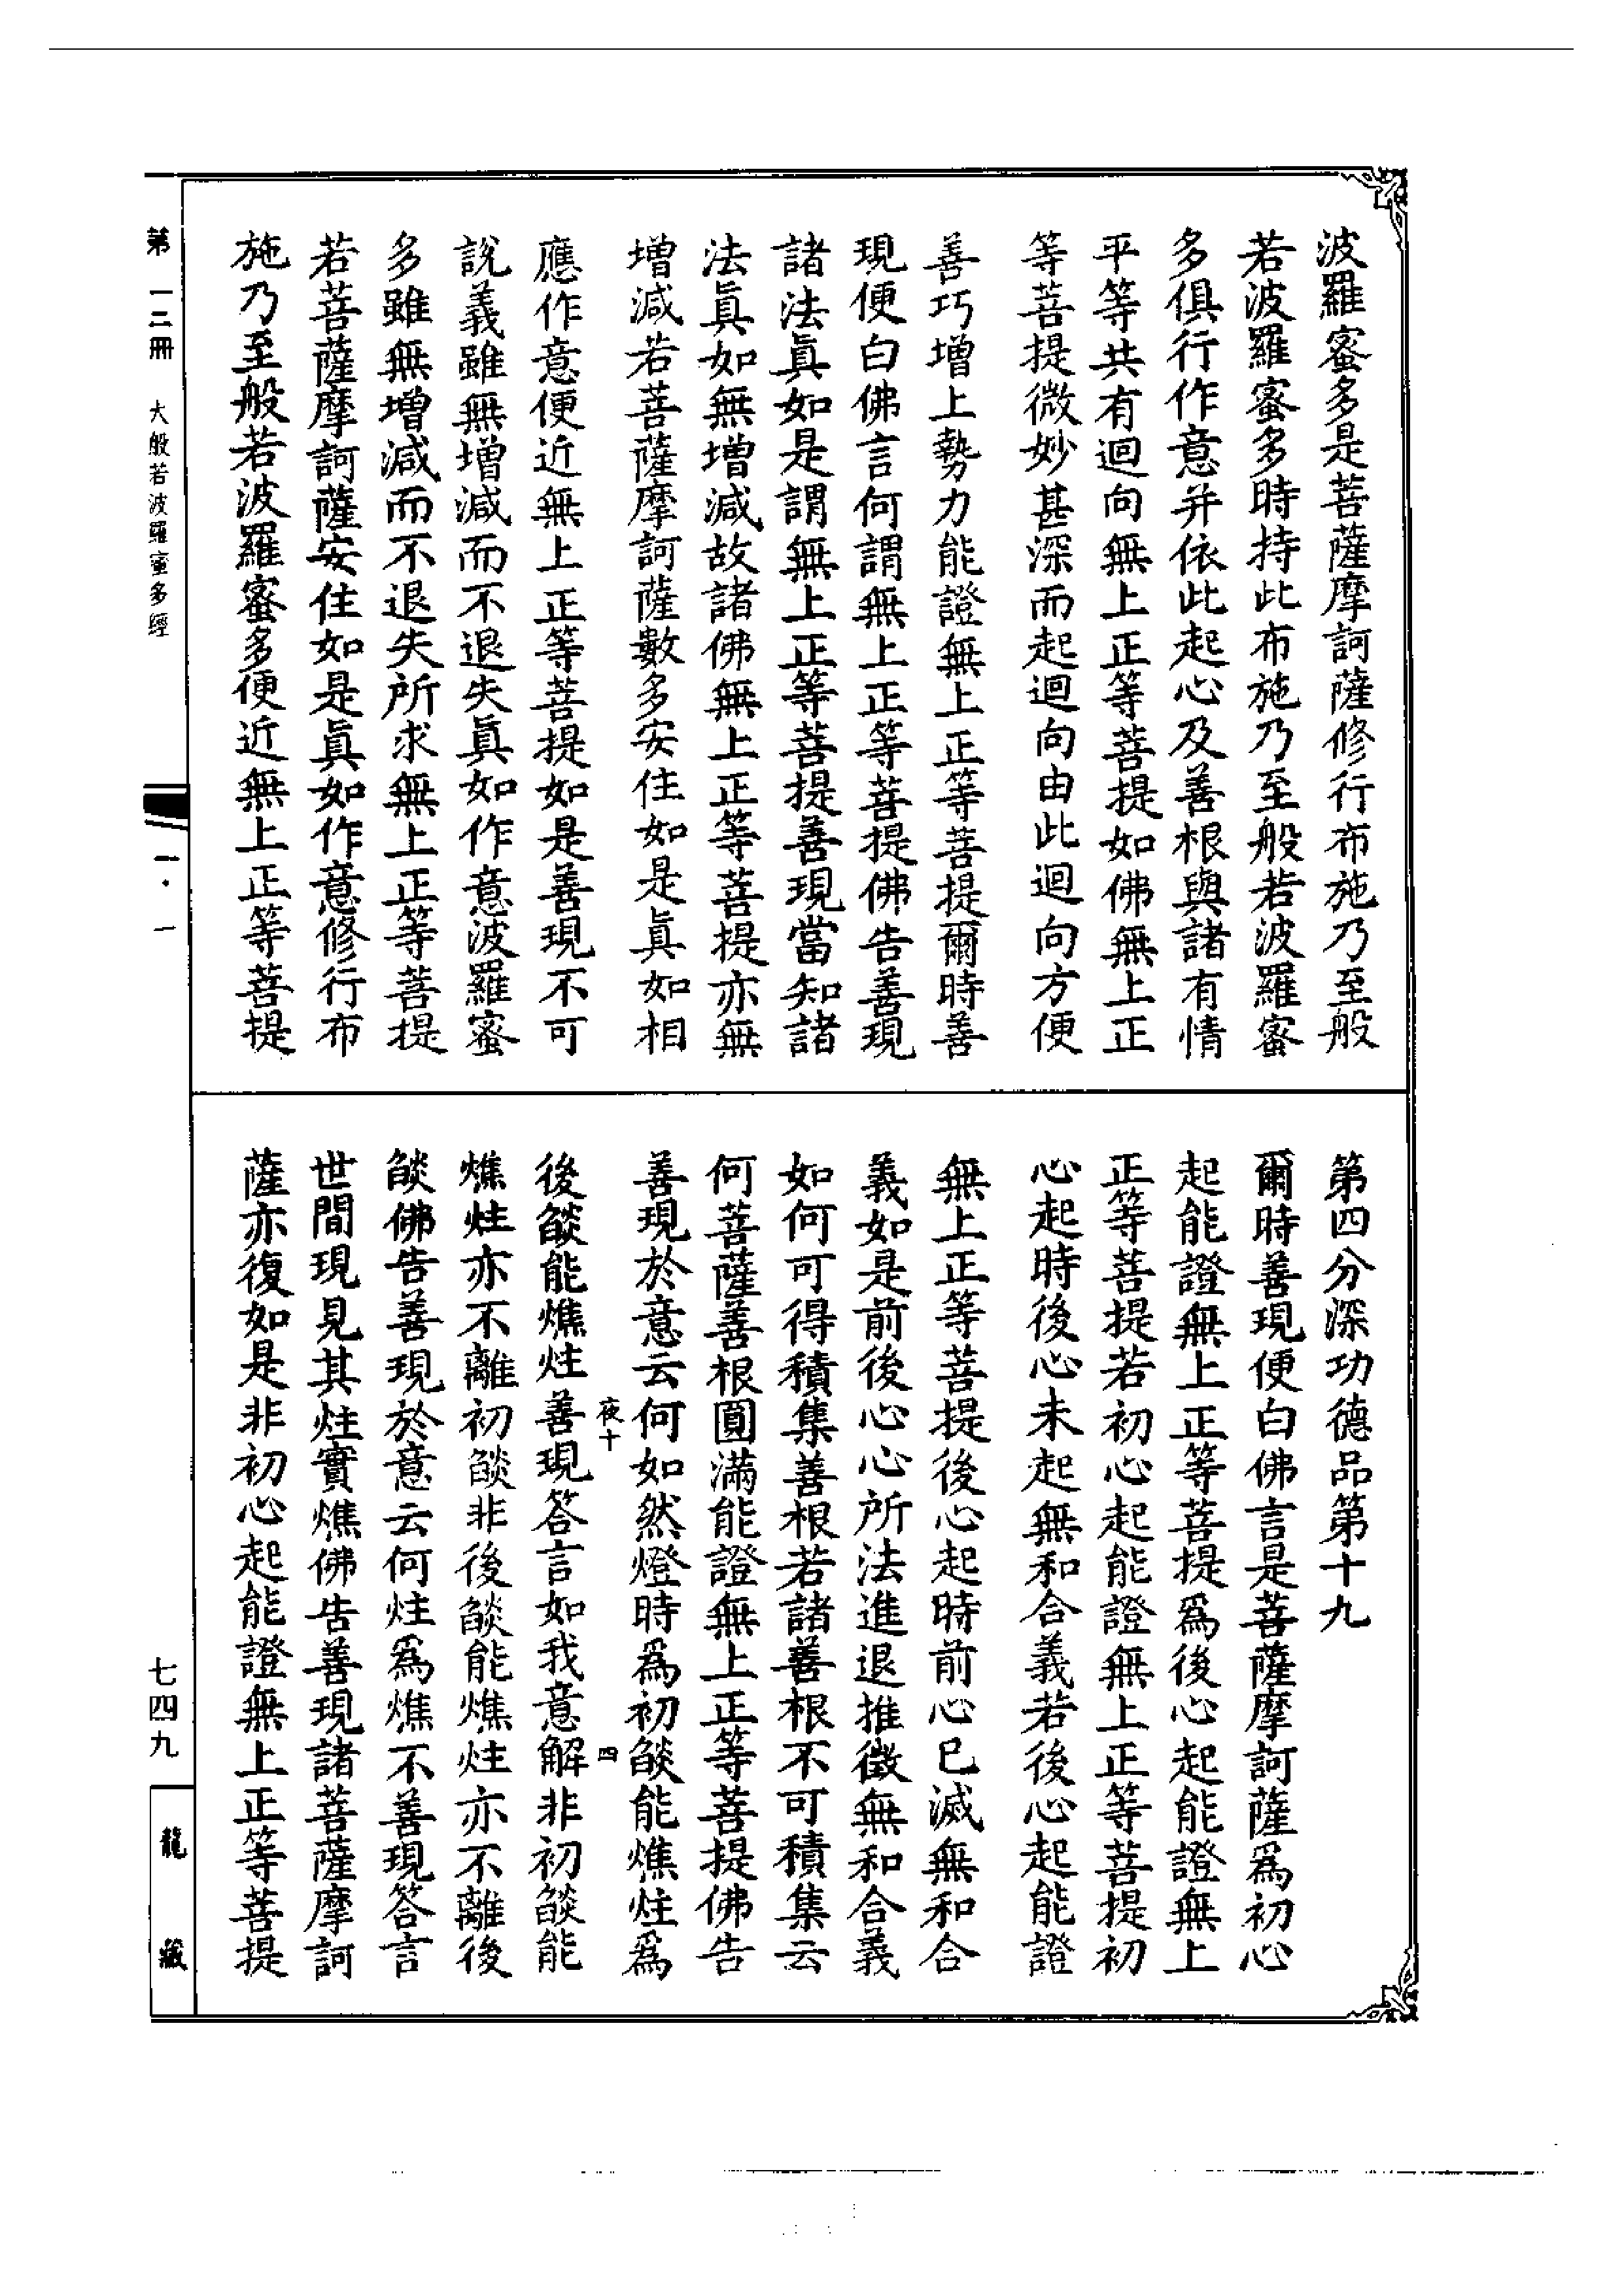 波羅蜜多是菩薩摩訶薩修行布施乃至般
若波羅蜜多時持此布施乃至般若波羅蜜
多俱行作意并依此起心及善根與諸有情
平等共有迴向無上正等菩提如佛無上正
等菩提微妙甚深而起迴向由此迴向方便
善巧增上勢力能證無上正等菩提爾時善
現便白佛言何謂無上正等菩提佛告善現
諸法真如是謂無上正等菩提善現當知諸
法真如無增減故諸佛無上正等菩提亦無
增減若菩薩摩訶薩數多安住如是真如相
應作意便近無上正等菩提如是善現不可
說義雖無增減而不退失真如作意波羅蜜
多雖無增減而不退失所求無上正等菩提
若菩薩摩訶薩安住如是真如作意修行布
施乃至般若波羅蜜多便近無上正等菩提
第四分深功德品第十九
爾時善現便白佛言是菩薩摩訶薩為初心
起能證無上正等菩提為後心起能證無上
正等菩提若初心起能證無上正等菩提初
心起時後心未起無和合義若後心起能證
無上正等菩提後心起時前心已滅無和合
義如是前後心心所法進退推徵無和合義
如何可得積集善根若諸善根不可積集云
何菩薩善根圓滿能證無上正等菩提佛告
善現於意云何如然燈時為初燄能燋炷為
夜十 四
後燄能燋炷善現答言如我意解非初燄能
燋炷亦不離初燄非後燄能燋炷亦不離後
燄佛告善現於意云何炷為燋不善現答言
世間現見其炷實燋佛告善現諸菩薩摩訶
薩亦復如是非初心起能證無上正等菩提
第一二冊 大般若波羅蜜多經
一·一
七四九
龍藏